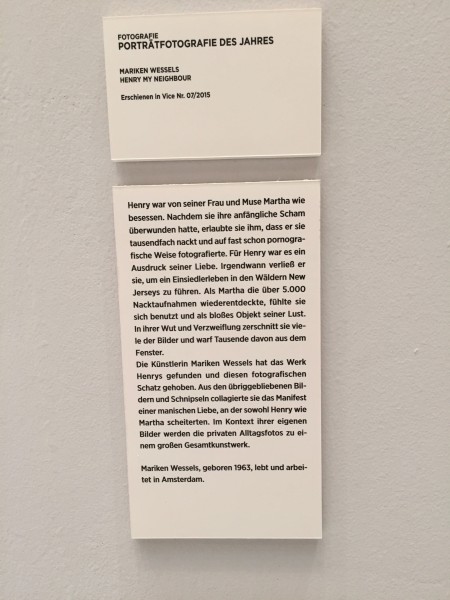 FOTOGRAFIE
PORTRÄTFOTOGRAFIE DES JAHRES
MARIKEN WESSELS
HENRY MY NEIGHBOUR
Erschienen in Vice Nr. 07/2015
Henry war von seiner Frau und Muse Martha wie
besessen. Nachdem sie ihre anfängliche Scham
überwunden hatte, erlaubte sie ihm, dass er sie
tausendfach nackt und auf fast schon pornogra-
fische Weise fotografierte. Für Henry war es ein
Ausdruck seiner Liebe. Irgendwann verließ er
sie, um ein Einsiedlerleben in den Wäldern New
Jerseys zu führen. Als Martha die über 5.000
Nacktaufnahmen wiederentdeckte, fühlte sie
sich benutzt und als bloßes Objekt seiner Lust.
In ihrer Wut und Verzweiflung zerschnitt sie vie-
le der Bilder und warf Tausende davon aus dem
Fenster.
Die Künstlerin Mariken Wessels hat das Werk
Henrys gefunden und diesen fotografischen
Schatz gehoben. Aus den übriggebliebenen Bil-
dern und Schnipseln collagierte sie das Manifest
einer manischen Liebe, an der sowohl Henry wie
Martha scheiterten. Im Kontext ihrer eigenen
Bilder werden die privaten Alltagsfotos zu ei-
nem großen Gesamtkunstwerk.
Mariken Wessels, geboren 1963, lebt und arbei-
tet in Amsterdam.